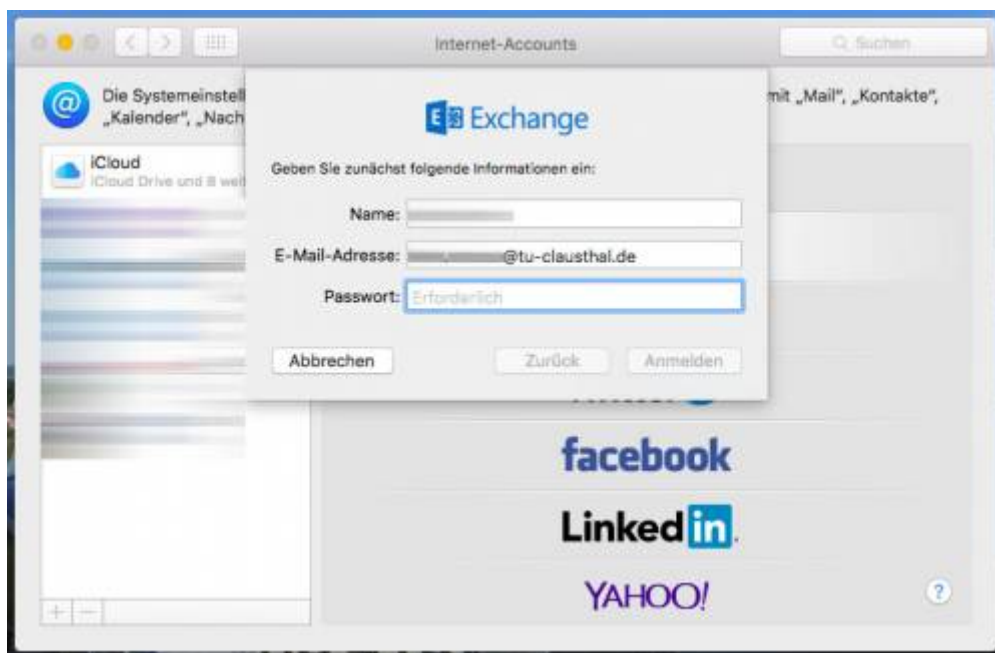 Internet-Accounts
Suchen
Die Systemeinstell
mit „Mail", „Kontakte",
„Kalender", „Nach
Exchange
iCloud
iCloud Drive und 8 weit
Geben Sie zunächst folgende Informationen ein:
Name:
E-Mail-Adresse: @tu-clausthal.de
Passwort: Erforderlich
Abbrechen
Zurück
Anmelden
facebook
Linkedin
YAHOO!